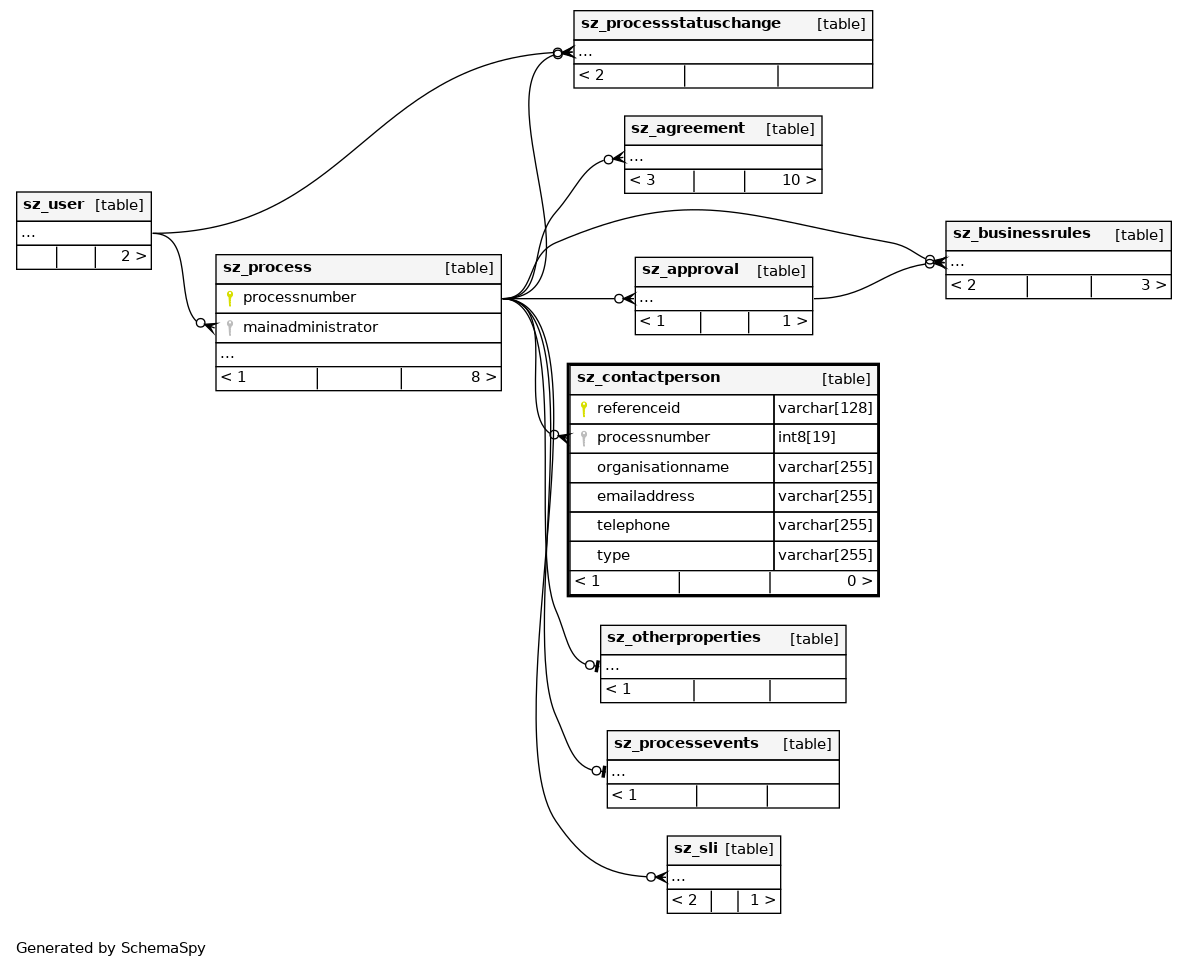 sz_processstatuschange [table]
...
< 2
sz_agreement [table]
...
< 3 10 >
sz_user [table]
...
2 >
sz_process [table]
processnumber
mainadministrator
...
< 1 8 >
sz_approval [table]
...
< 1 1 >
sz_businessrules [table]
...
< 2 3 >
sz_contactperson [table]
referenceid varchar[128]
processnumber int8[19]
organisationname varchar[255]
emailaddress varchar[255]
telephone varchar[255]
type varchar[255]
< 1 0 >
sz_otherproperties [table]
...
< 1
sz_processevents [table]
...
< 1
sz_sli [table]
...
< 2 1 >
Generated by SchemaSpy